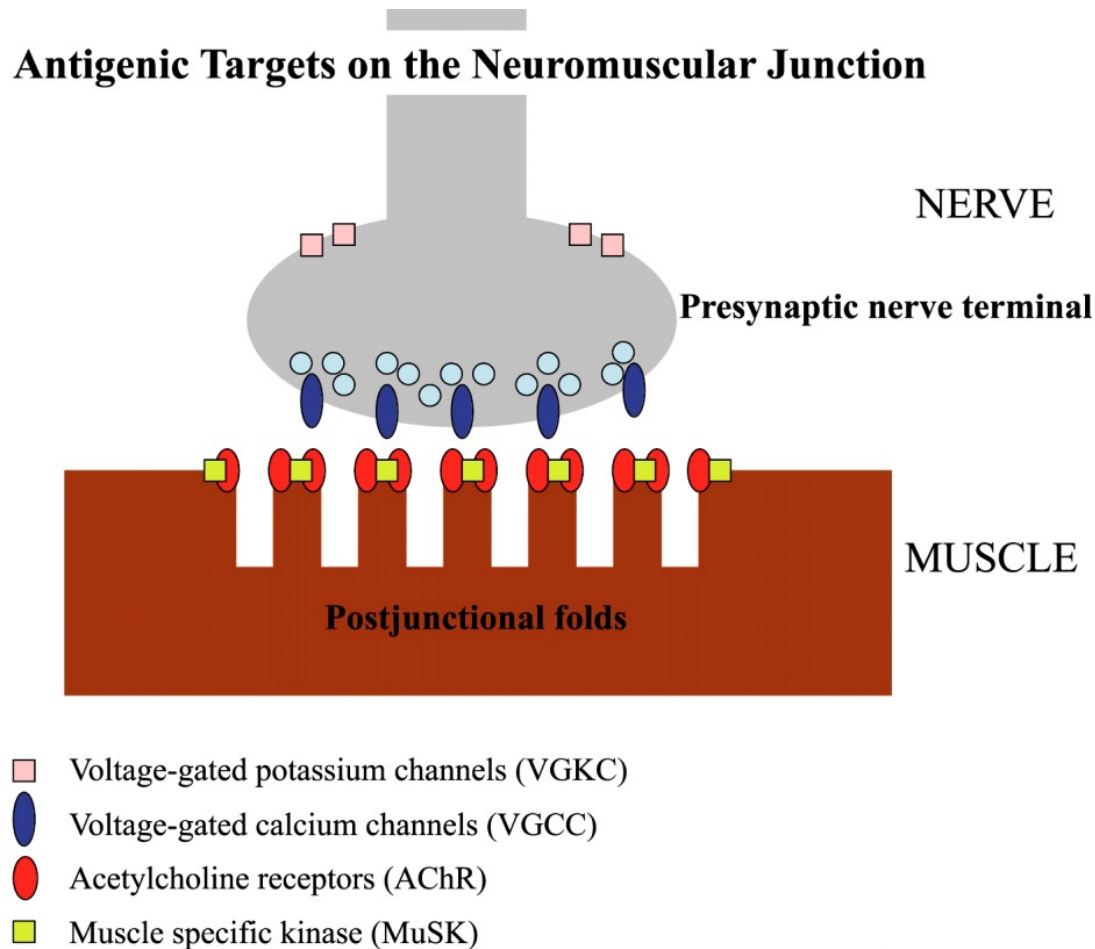 Antigenic Targets on the Neuromuscular Junction
NERVE
Presynaptic nerve terminal
MUSCLE
Postjunctional folds
Voltage-gated potassium channels (VGKC)
Voltage-gated calcium channels (VGCC)
Acetylcholine receptors (AChR)
Muscle specific kinase (MuSK)